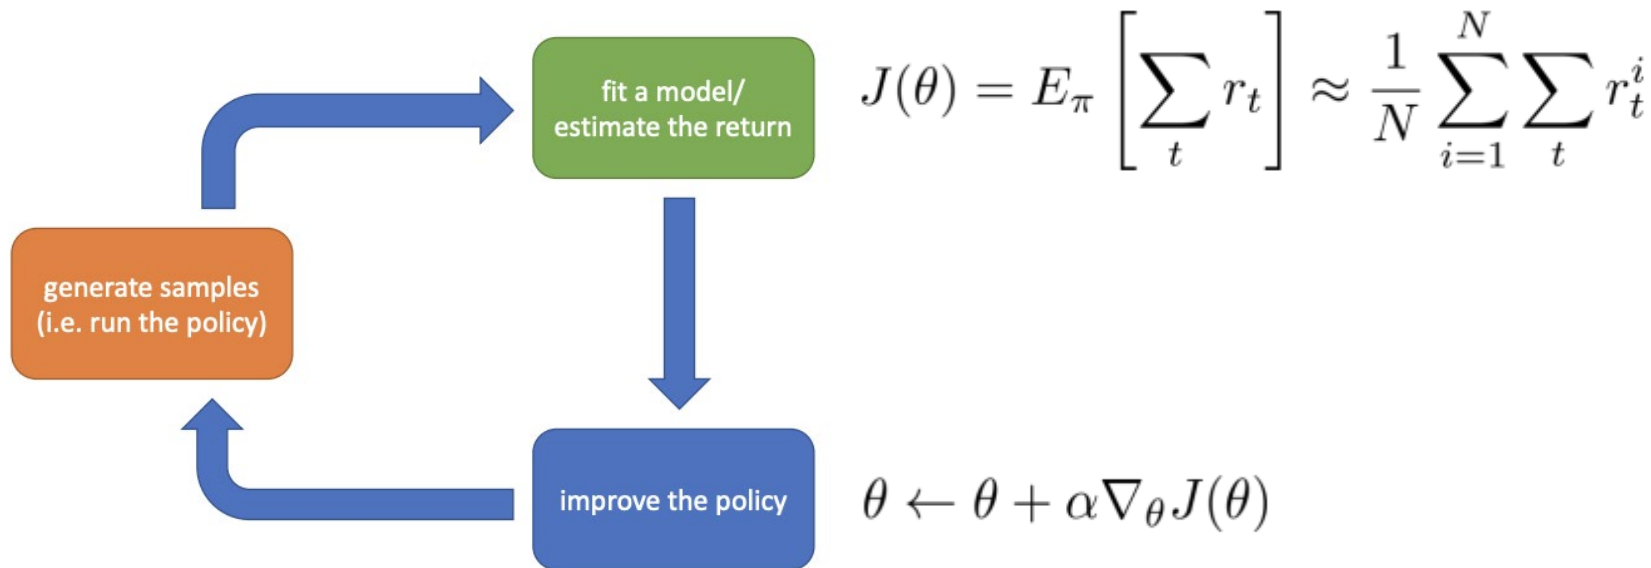 fit a model/
estimate the return
J(θ) = E_π [∑_t r_t] ≈ 1/N ∑_{i=1}^N ∑_t r_t^i
generate samples
(i.e. run the policy)
improve the policy
θ ← θ + α∇_θ J(θ)